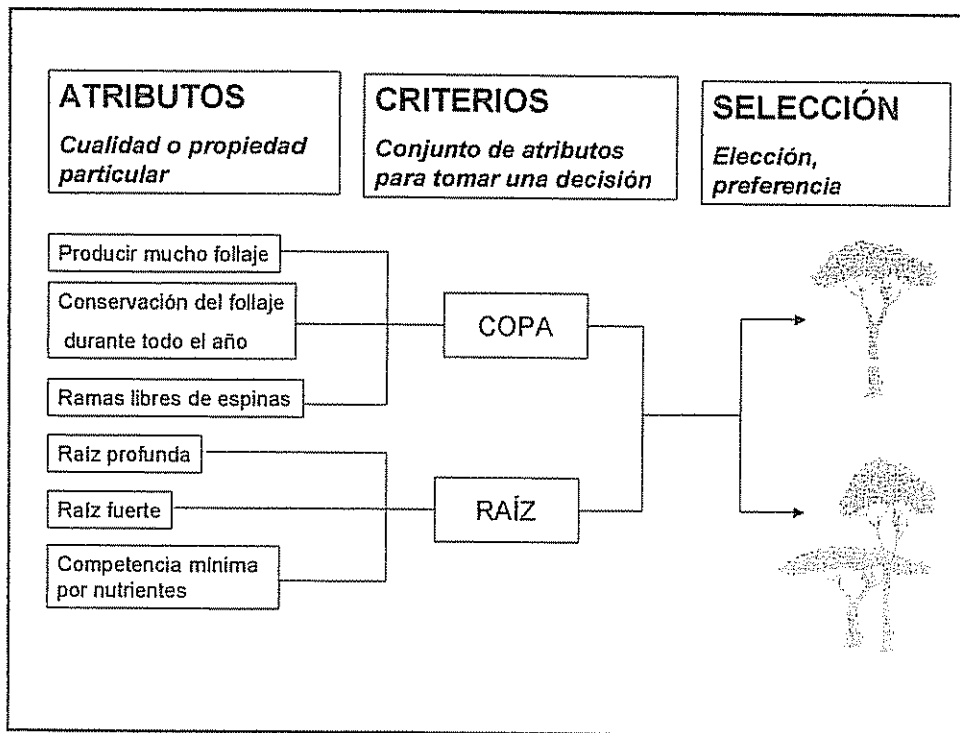 ATRIBUTOS
Cualidad o propiedad
particular
CRITERIOS
Conjunto de atributos
para tomar una decisión
SELECCIÓN
Elección,
preferencia
Producir mucho follaje
Conservación del follaje
durante todo el año
Ramas libres de espinas
Raíz profunda
Raíz fuerte
Competencia mínima
por nutrientes
COPA
RAÍZ